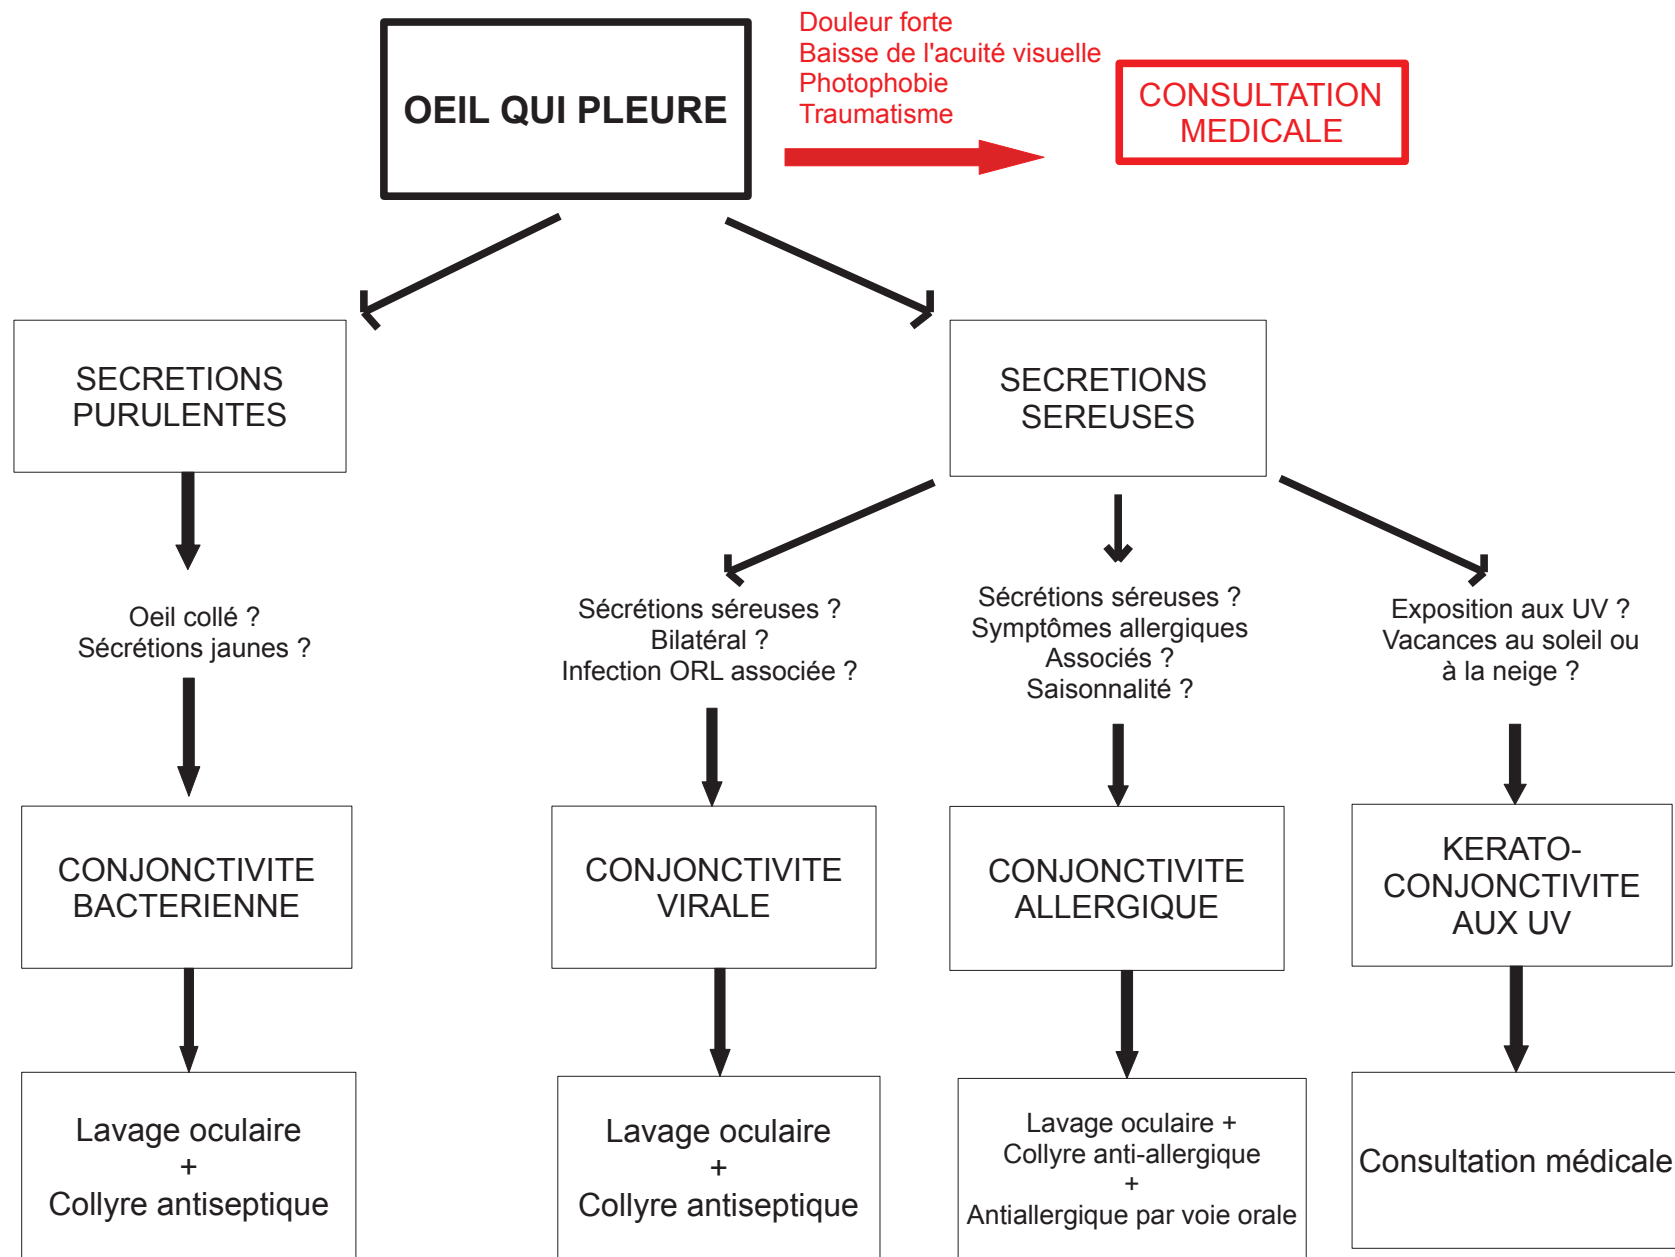 OEIL QUI PLEURE
Douleur forte
Baisse de l'acuité visuelle
Photophobie
Traumatisme
CONSULTATION
MEDICALE
SECRETIONS
PURULENTES
SECRETIONS
SEREUSES
Oeil collé ?
Sécrétions jaunes ?
Sécrétions séreuses ?
Bilatéral ?
Infection ORL associée ?
Sécrétions séreuses ?
Symptômes allergiques
Associés ?
Saisonnalité ?
Exposition aux UV ?
Vacances au soleil ou
à la neige ?
CONJONCTIVITE
BACTERIENNE
CONJONCTIVITE
VIRALE
CONJONCTIVITE
ALLERGIQUE
KERATO-
CONJONCTIVITE
AUX UV
Lavage oculaire
+
Collyre antiseptique
Lavage oculaire
+
Collyre antiseptique
Lavage oculaire +
Collyre anti-allergique
+
Antiallergique par voie orale
Consultation médicale